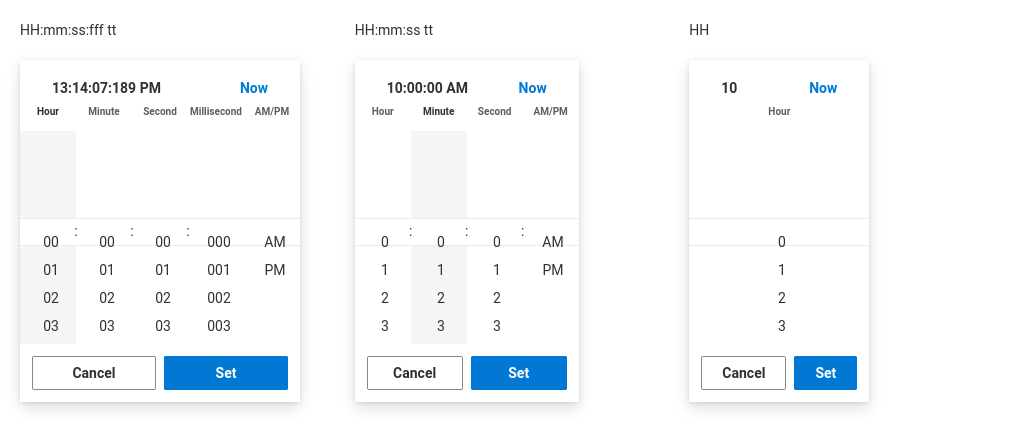 HH:mm:ss:fff tt
13:14:07:189 PM Now
Hour Minute Second Millisecond AM/PM
: : :
00 00 00 000 AM
01 01 01 001 PM
02 02 02 002
03 03 03 003
Cancel Set
HH:mm:ss tt
10:00:00 AM Now
Hour Minute Second AM/PM
: : :
0 0 0 AM
1 1 1 PM
2 2 2
3 3 3
Cancel Set
HH
10 Now
Hour
0
1
2
3
Cancel Set